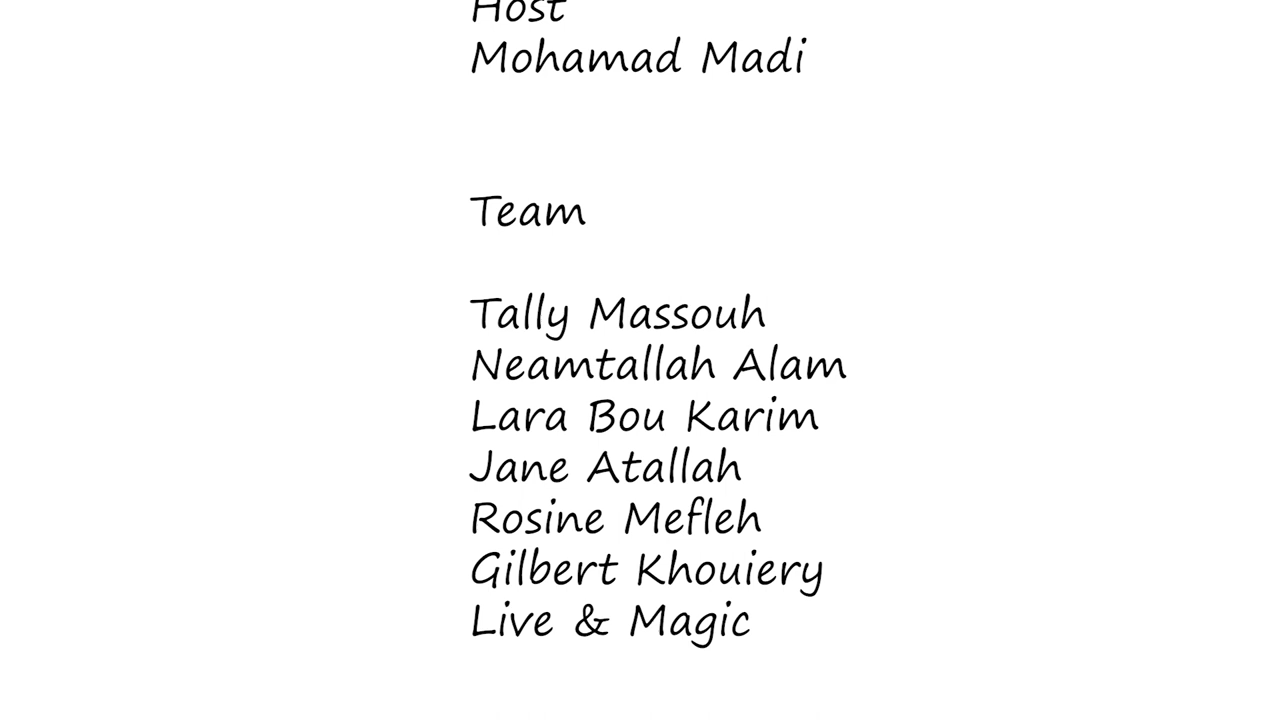 Host
Mohamad Madi
Team
Tally Massouh
Neamtallah Alam
Lara Bou Karim
Jane Atallah
Rosine Mefleh
Gilbert Khouiery
Live & Magic